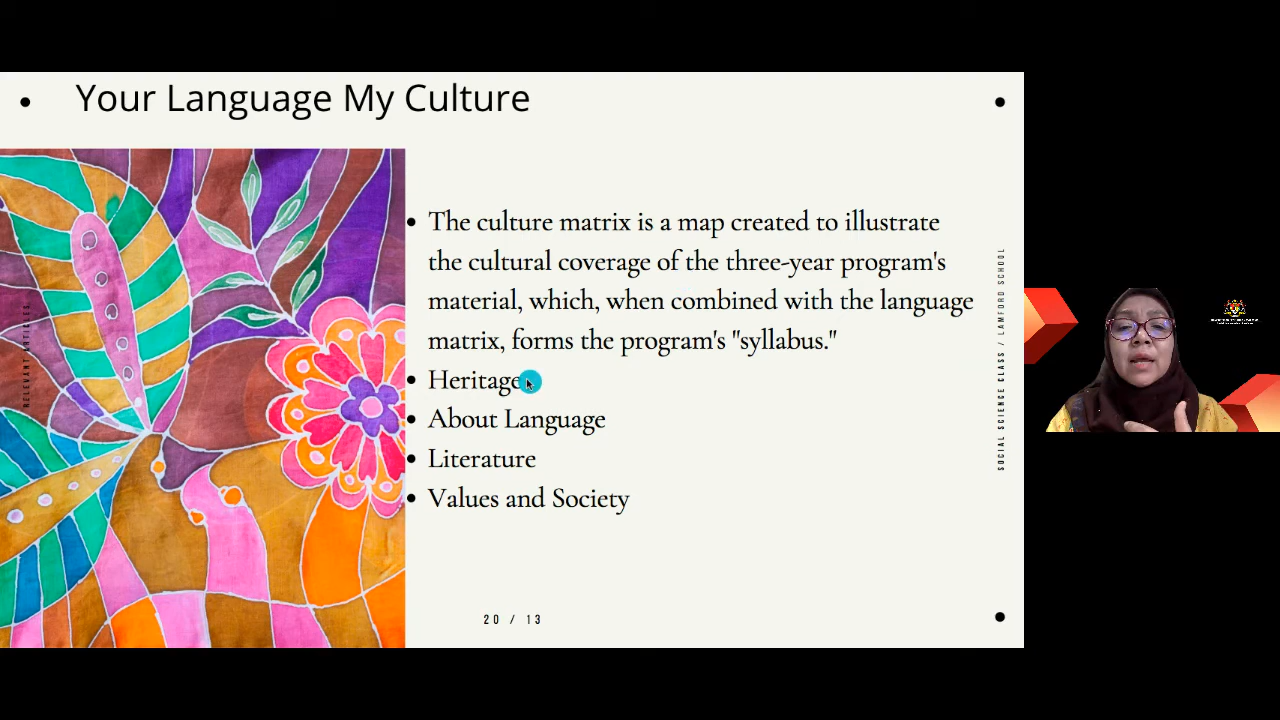 Your Language My Culture
The culture matrix is a map created to illustrate
the cultural coverage of the three-year program's
material, which, when combined with the language
matrix, forms the program's "syllabus."
Heritage
About Language
Literature
Values and Society
20 / 13
RELEVANT ARTICLES
SOCIAL SCIENCE CLASS / LAMFORD SCHOOL